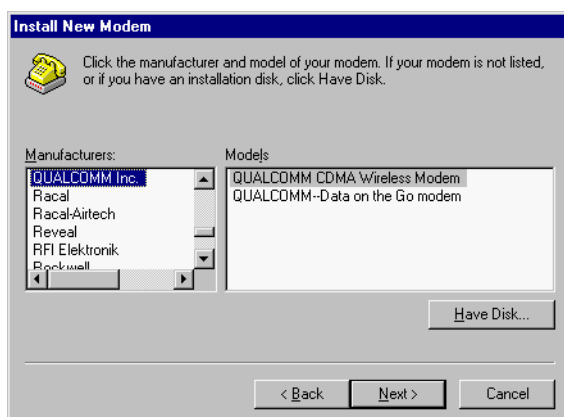 Install New Modem
Click the manufacturer and model of your modem. If your modem is not listed,
or if you have an installation disk, click Have Disk.
Manufacturers:
Models
QUALCOMM Inc.
Racal
Racal-Airtech
Reveal
RFI Elektronik
Rockwell
QUALCOMM CDMA Wireless Modem
QUALCOMM--Data on the Go modem
Have Disk...
< Back
Next >
Cancel